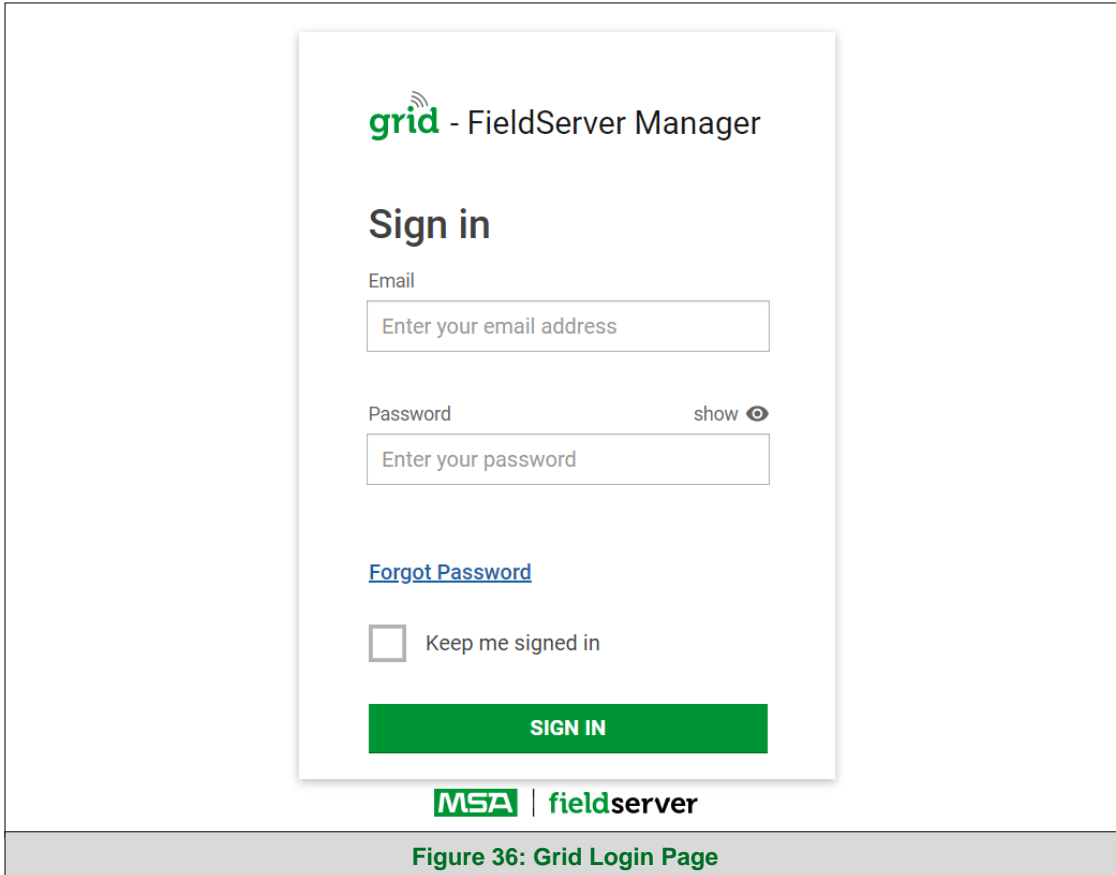 grid - FieldServer Manager
Sign in
Email
Enter your email address
Password show
Enter your password
Forgot Password
Keep me signed in
SIGN IN
MSA | fieldserver
Figure 36: Grid Login Page